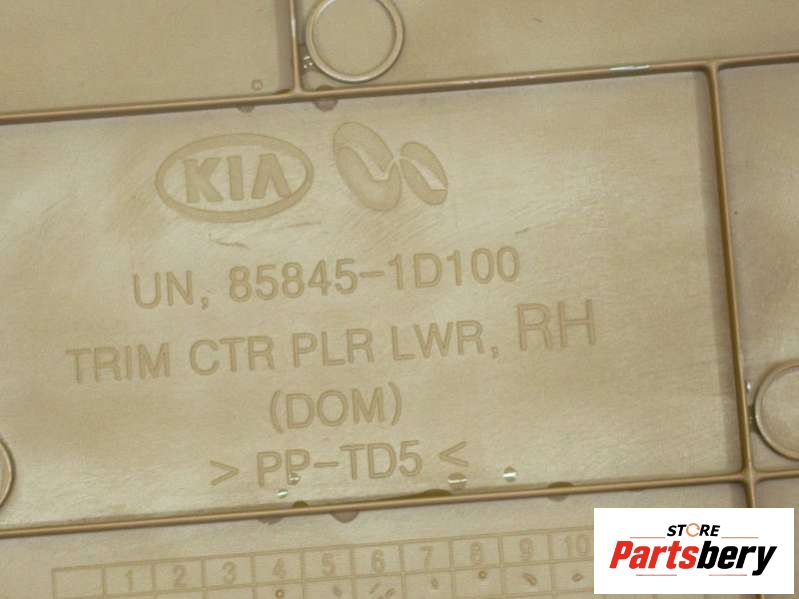 KIA
UN, 85845-1D100
TRIM CTR PLR LWR, RH
(DOM)
> PP-TD5 <
1 2 3 4 5 6 7 8 9 10
STORE
Partsbery